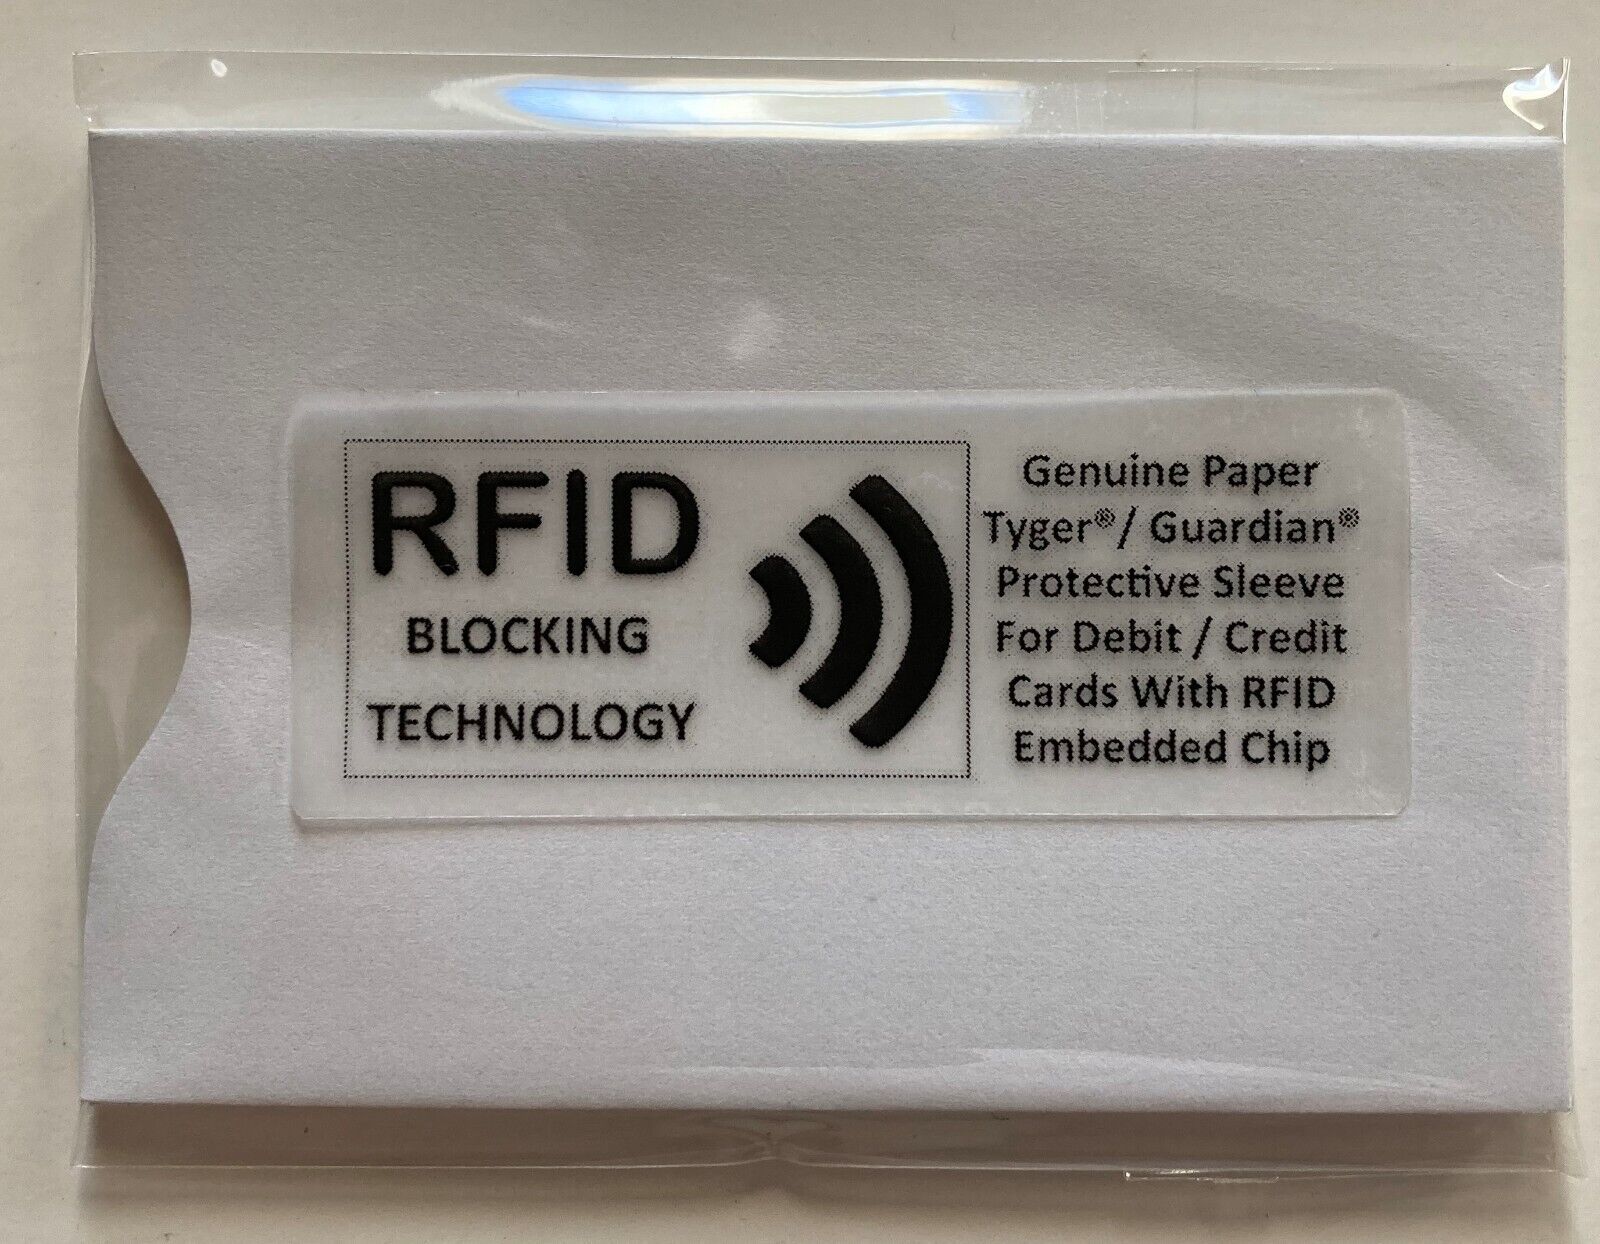 RFID
BLOCKING
TECHNOLOGY
Genuine Paper
Tyger®/ Guardian®
Protective Sleeve
For Debit / Credit
Cards With RFID
Embedded Chip